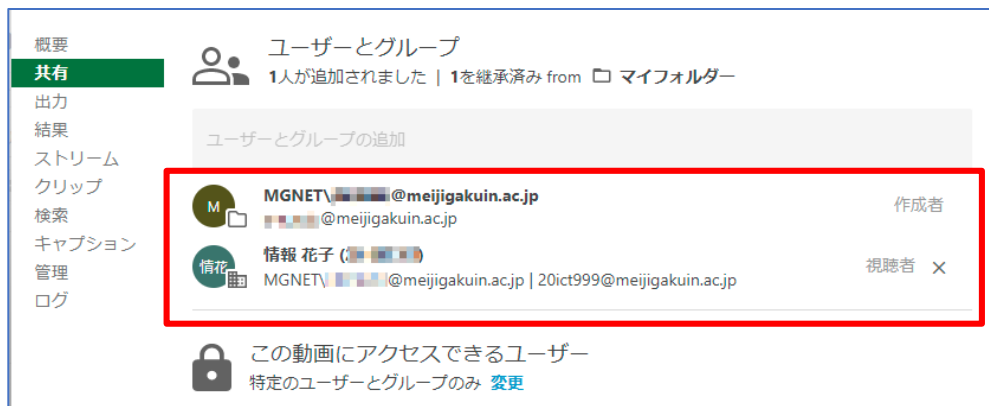 概要
共有
出力
結果
ストリーム
クリップ
検索
キャプション
管理
ログ
ユーザーとグループ
1人が追加されました | 1を継承済み from マイフォルダー
ユーザーとグループの追加
M
MGNET\@meijigakuin.ac.jp
@meijigakuin.ac.jp
作成者
情花
情報 花子 ()
MGNET\@meijigakuin.ac.jp | 20ict999@meijigakuin.ac.jp
視聴者 ×
この動画にアクセスできるユーザー
特定のユーザーとグループのみ 変更